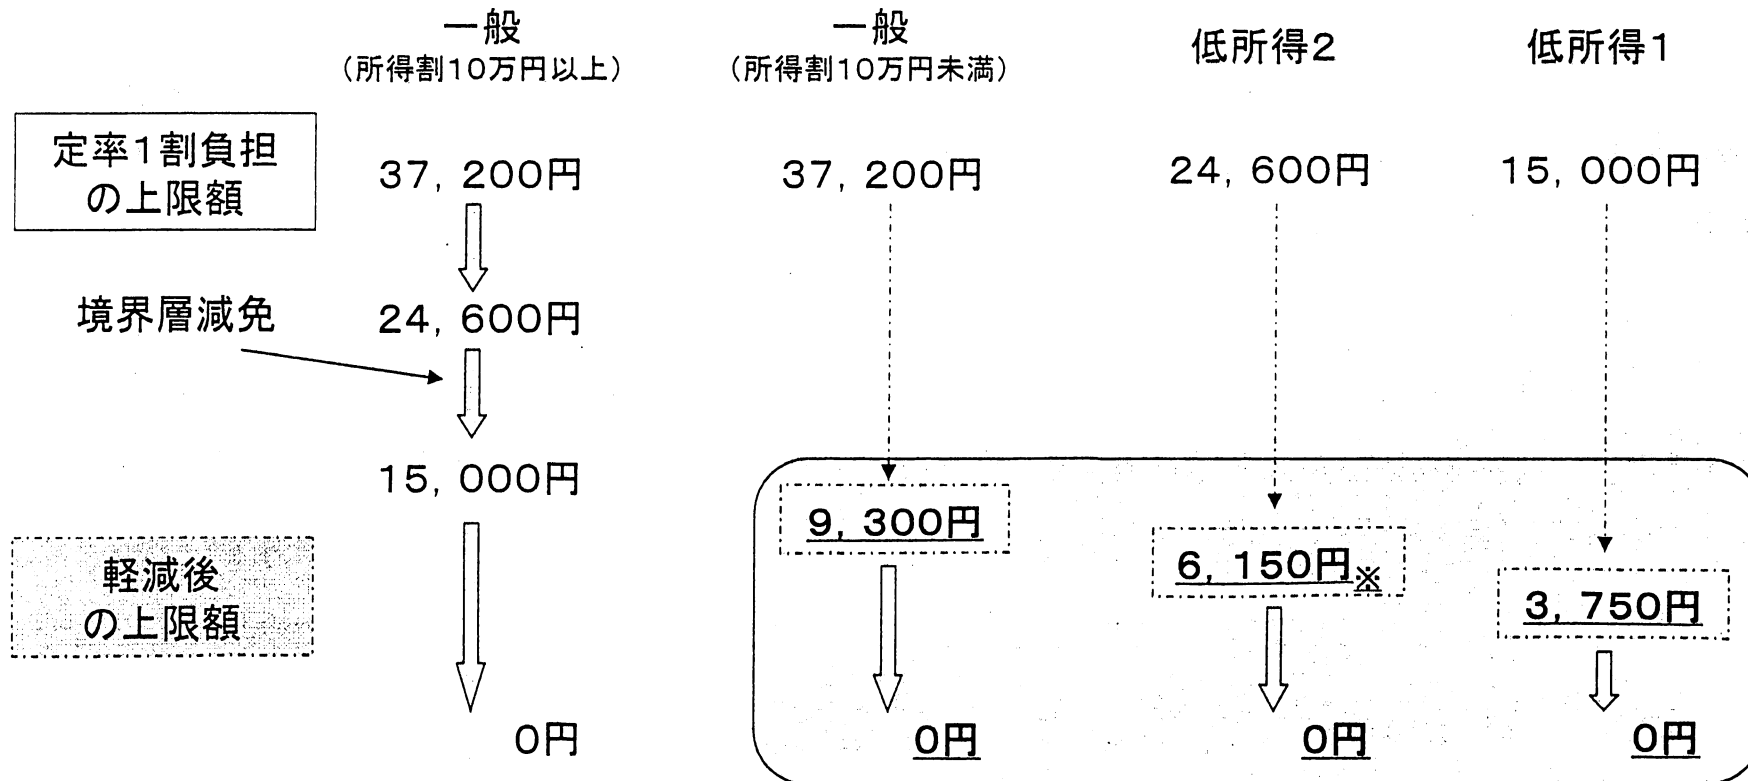 一般
(所得割10万円以上)
一般
(所得割10万円未満)
低所得2
低所得1
定率1割負担
の上限額
37, 200円
37, 200円
24, 600円
15, 000円
境界層減免
24, 600円
15, 000円
9, 300円
6, 150円※
3, 750円
軽減後
の上限額
0円
0円
0円
0円